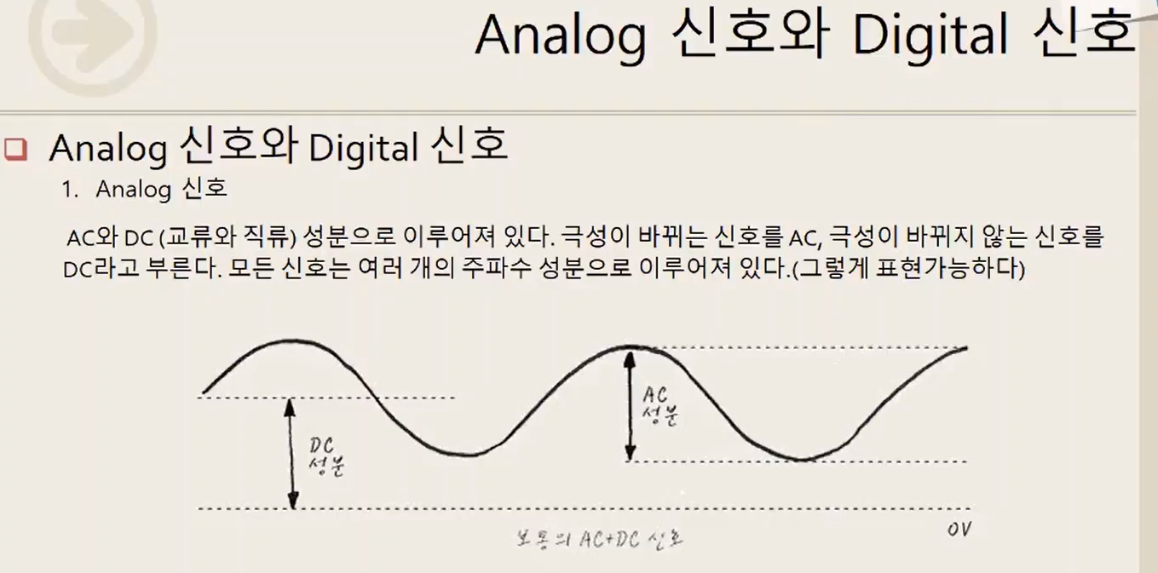 Analog 신호와 Digital 신호
Analog 신호와 Digital 신호
1. Analog 신호
AC와 DC (교류와 직류) 성분으로 이루어져 있다. 극성이 바뀌는 신호를 AC, 극성이 바뀌지 않는 신호를
DC라고 부른다. 모든 신호는 여러 개의 주파수 성분으로 이루어져 있다.(그렇게 표현가능하다)
AC
성분
DC
성분
보통의 AC+DC 신호
0V